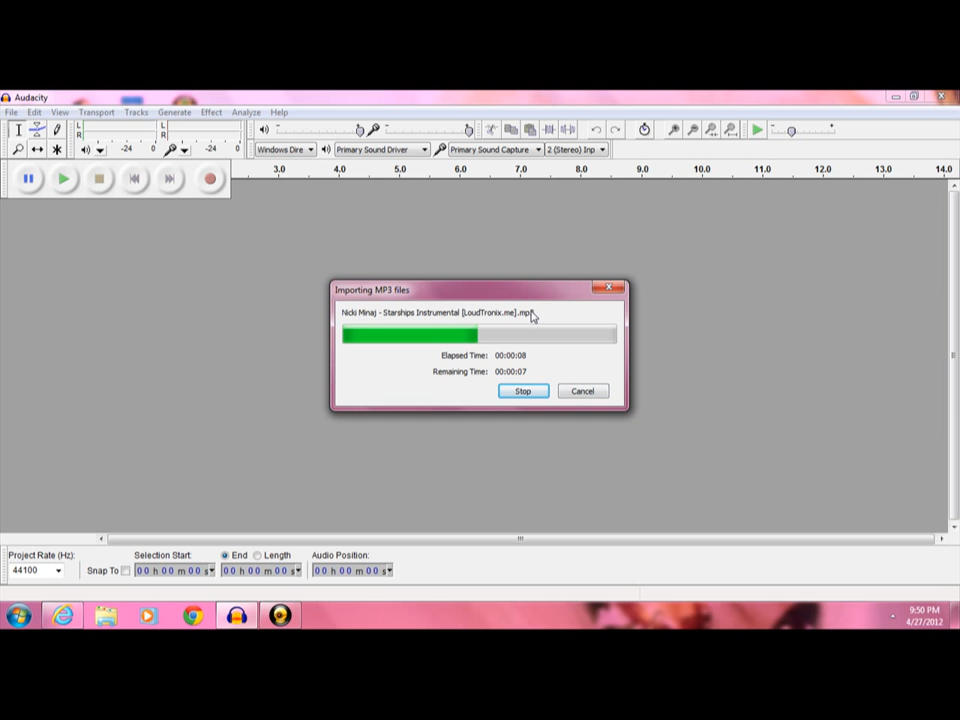 Audacity
File Edit View Transport Tracks Generate Effect Analyze Help
L
R
L
R
-24 0
-24 0
Windows Dire
Primary Sound Driver
Primary Sound Capture
2 (Stereo) Inp
3.0 4.0 5.0 6.0 7.0 8.0 9.0 10.0 11.0 12.0 13.0 14.0
Importing MP3 files
Nicki Minaj - Starships Instrumental [LoudTronix.me].mp3
Elapsed Time: 00:00:08
Remaining Time: 00:00:07
Stop Cancel
Project Rate (Hz): Selection Start: End Length Audio Position:
44100 Snap To 00 h 00 m 00 s 00 h 00 m 00 s 00 h 00 m 00 s
9:50 PM
4/27/2012